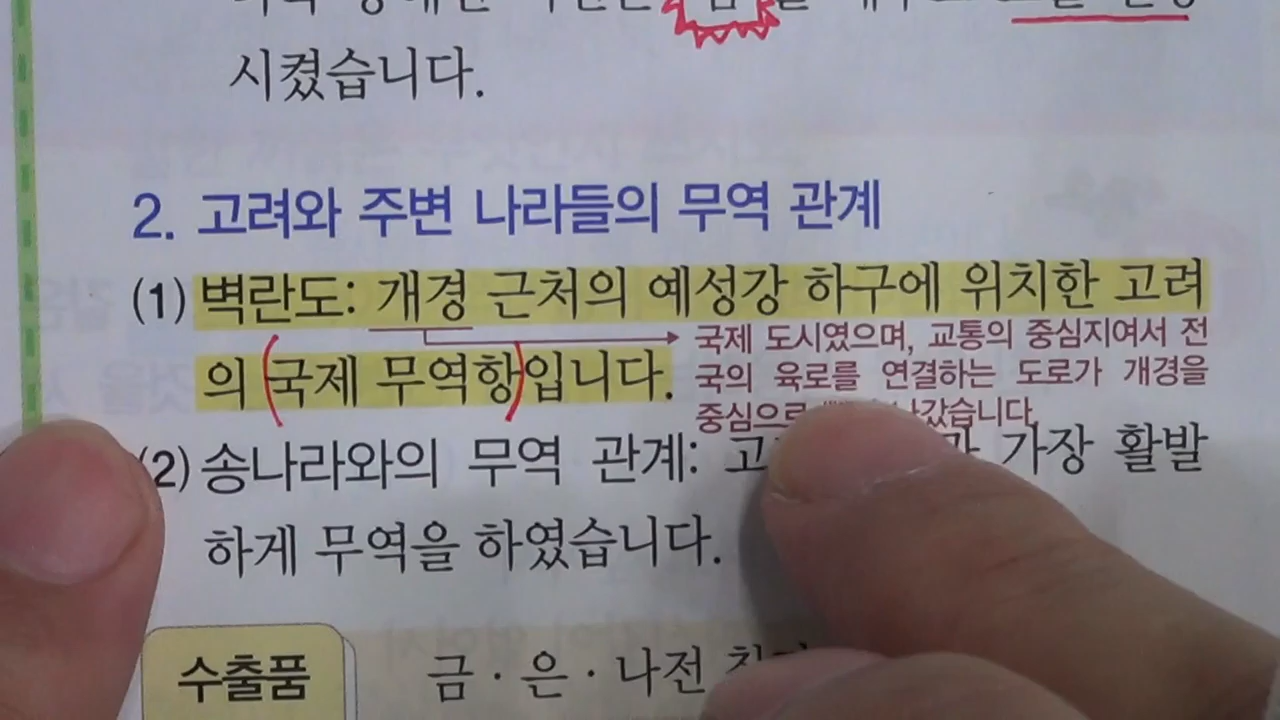 시켰습니다.
2. 고려와 주변 나라들의 무역 관계
(1) 벽란도: 개경 근처의 예성강 하구에 위치한 고려
의 국제 무역항입니다.
국제 도시였으며, 교통의 중심지여서 전
국의 육로를 연결하는 도로가 개경을
중심으로
(2) 송나라와의 무역 관계: 가장 활발
하게 무역을 하였습니다.
수출품
금·은·나전